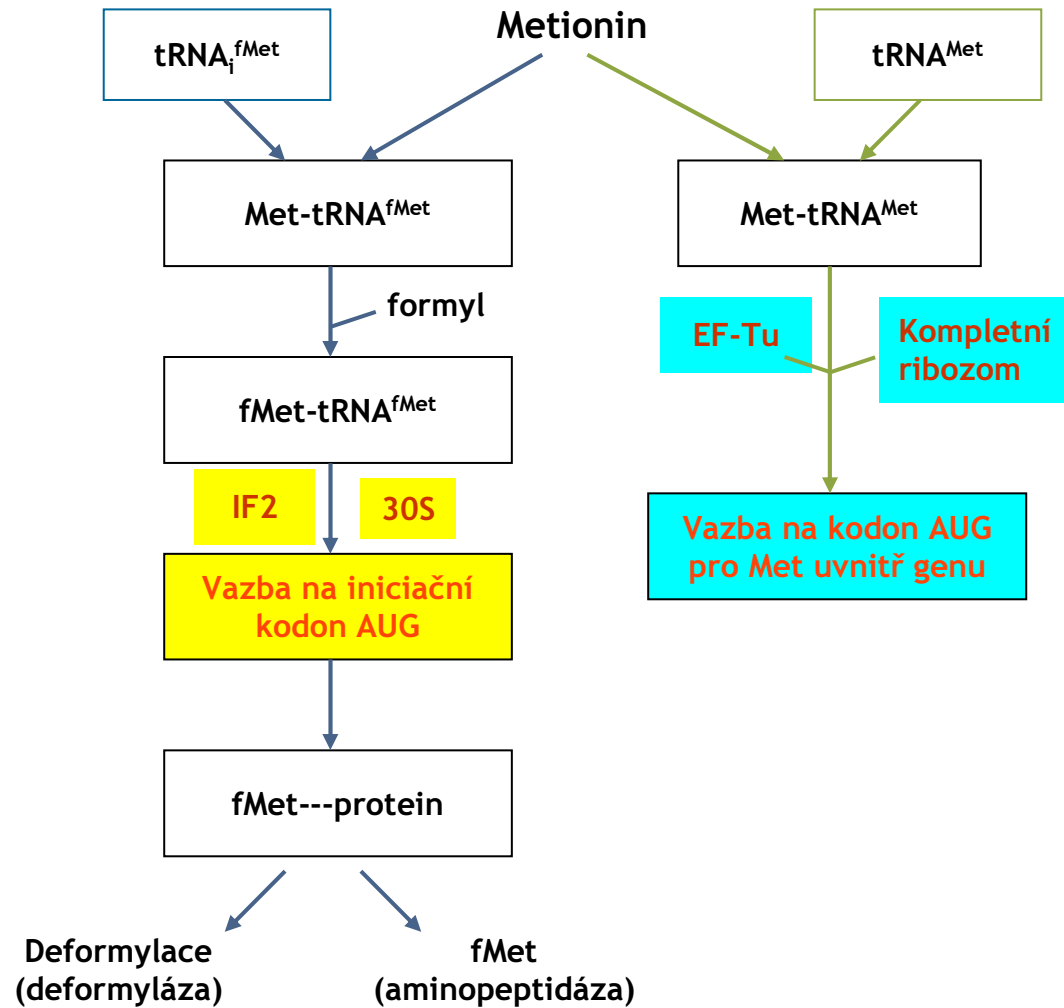 Metionin
tRNAᵢᶠᴹᵉᵗ
tRNAᴹᵉᵗ
Met-tRNAᶠᴹᵉᵗ
Met-tRNAᴹᵉᵗ
formyl
EF-Tu
Kompletní
ribozom
fMet-tRNAᶠᴹᵉᵗ
IF2
30S
Vazba na kodon AUG
pro Met uvnitř genu
Vazba na iniciační
kodon AUG
fMet---protein
Deformylace
(deformyláza)
fMet
(aminopeptidáza)